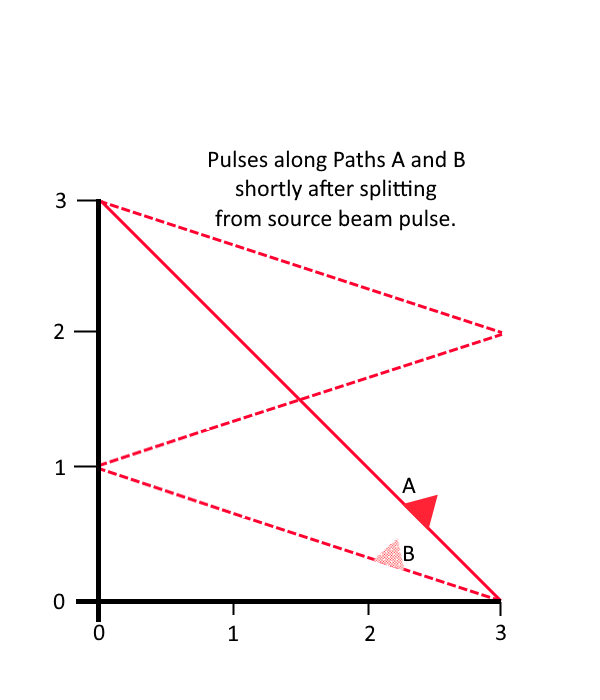 Pulses along Paths A and B
shortly after splitting
from source beam pulse.
3
2
1
A
B
0
0 1 2 3